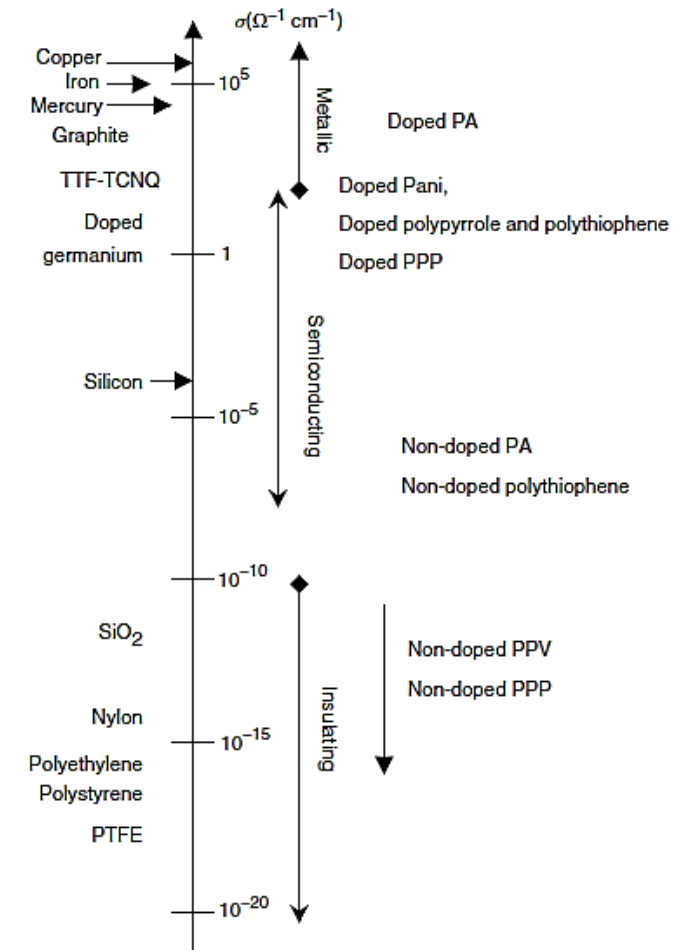 σ(Ω⁻¹ cm⁻¹)
Copper
Iron
10⁵
Mercury
Graphite
Metallic
Doped PA
TTF-TCNQ
Doped Pani,
Doped
Doped polypyrrole and polythiophene
germanium
1
Doped PPP
Semiconducting
Silicon
10⁻⁵
Non-doped PA
Non-doped polythiophene
10⁻¹⁰
SiO₂
Non-doped PPV
Non-doped PPP
Insulating
Nylon
10⁻¹⁵
Polyethylene
Polystyrene
PTFE
10⁻²⁰